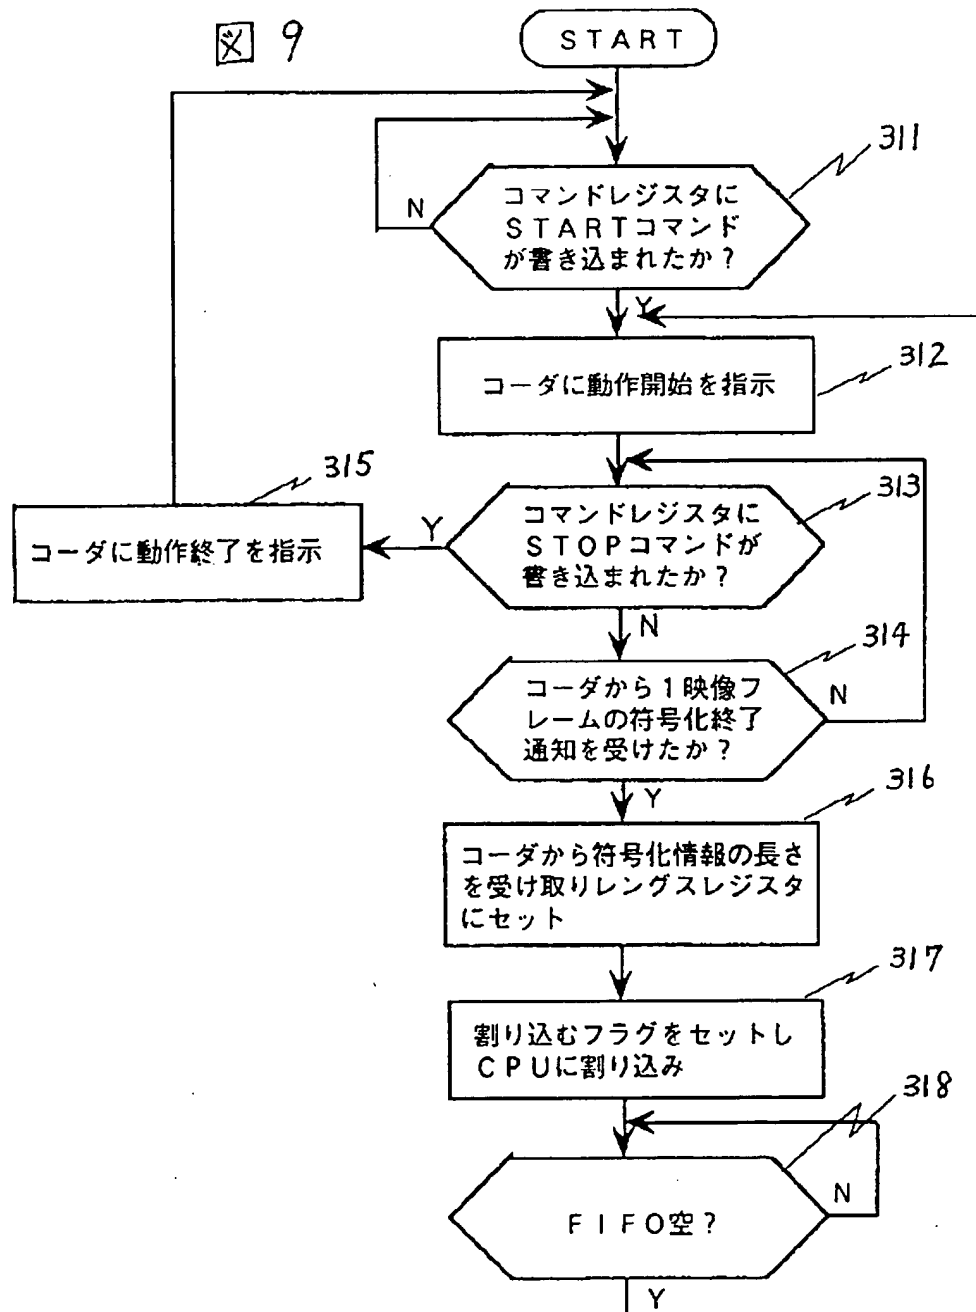 図 9
START
311
コマンドレジスタに
STARTコマンド
が書き込まれたか?
N
Y
312
コーダに動作開始を指示
315
コーダに動作終了を指示
Y
313
コマンドレジスタに
STOPコマンドが
書き込まれたか?
N
314
コーダから1映像フ
レームの符号化終了
通知を受けたか?
N
Y
316
コーダから符号化情報の長さ
を受け取りレングスレジスタ
にセット
317
割り込むフラグをセットし
CPUに割り込み
318
FIFO空?
N
Y